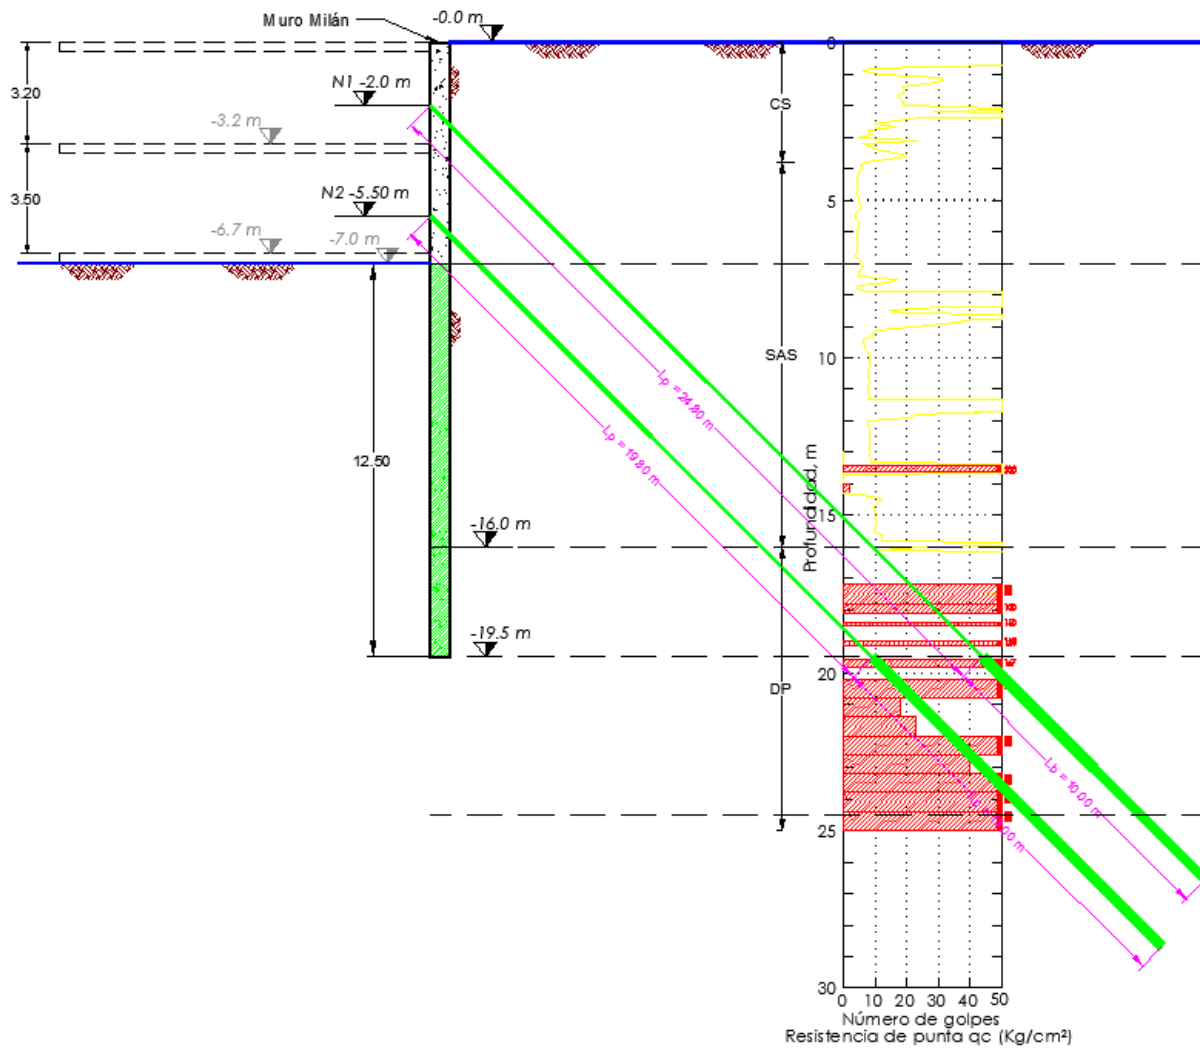 Muro Milán
-0.0 m
N1 -2.0 m
3.20
-3.2 m
CS
3.50
N2 -5.50 m
-6.7 m
-7.0 m
SAS
12.50
Lp = 24.80 m
Lp = 19.80 m
-16.0 m
-19.5 m
DP
Lb = 10.00 m
Profundidad, m
0
5
10
15
20
25
30
0 10 20 30 40 50
Número de golpes
Resistencia de punta qc (Kg/cm²)